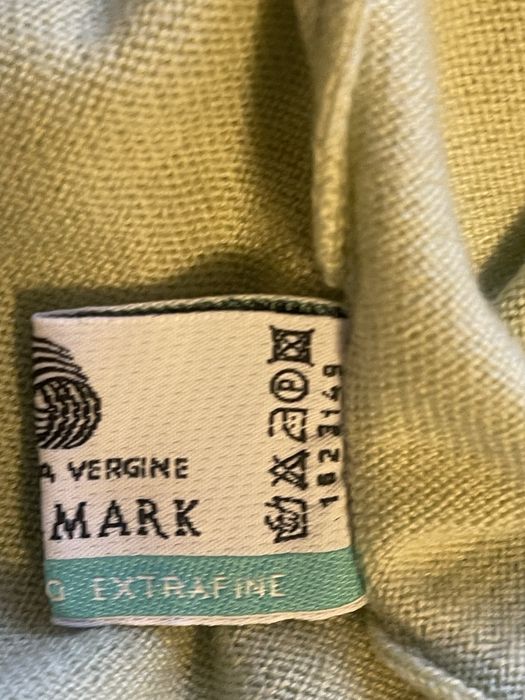 A VERGINE
MARK
G EXTRAFINE
P
1823149